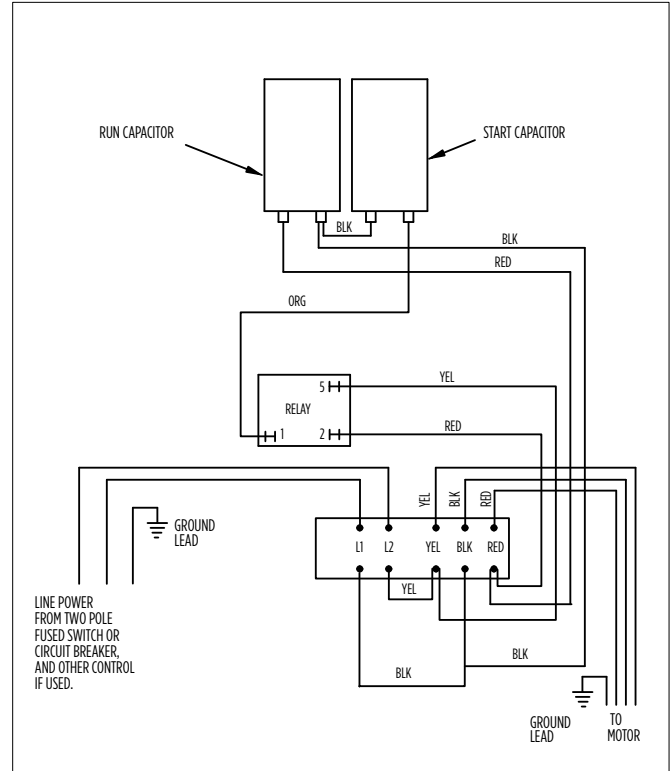 RUN CAPACITOR
START CAPACITOR
BLK
BLK
RED
ORG
5
YEL
RELAY
1
2
RED
YEL
BLK
RED
GROUND
LEAD
L1
L2
YEL
BLK
RED
YEL
LINE POWER
FROM TWO POLE
FUSED SWITCH OR
CIRCUIT BREAKER,
AND OTHER CONTROL
IF USED.
BLK
BLK
GROUND
LEAD
TO
MOTOR